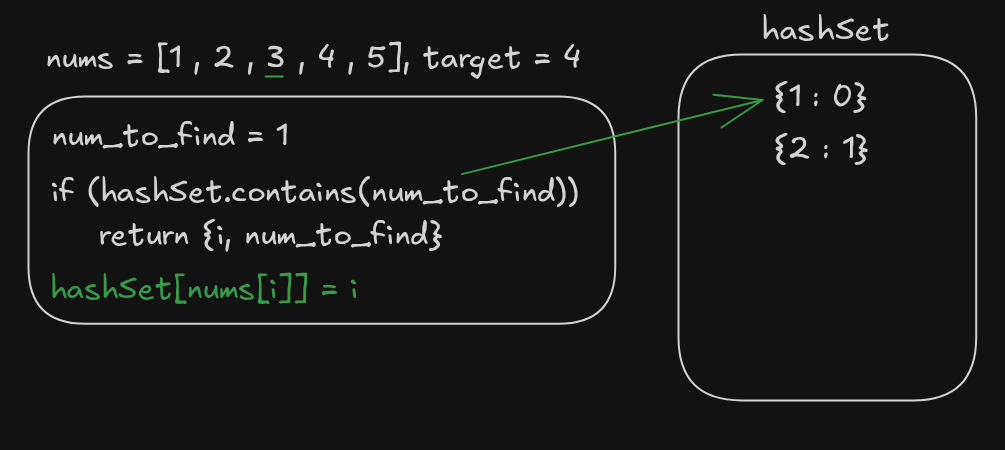 hashSet
nums = [1 , 2 , 3 , 4 , 5], target = 4
{1 : 0}
num_to_find = 1
{2 : 1}
if (hashSet.contains(num_to_find))
return {i, num_to_find}
hashSet[nums[i]] = i